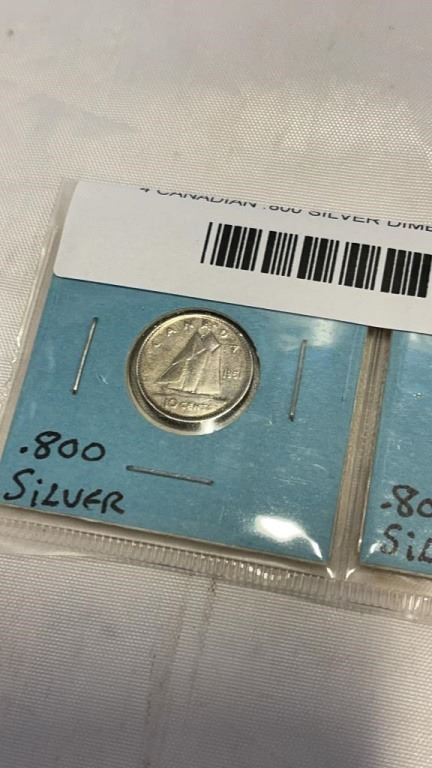 4 CANADIAN .800 SILVER DIME
CANADA
10 CENTS
.800
SILVER
.80
SIL